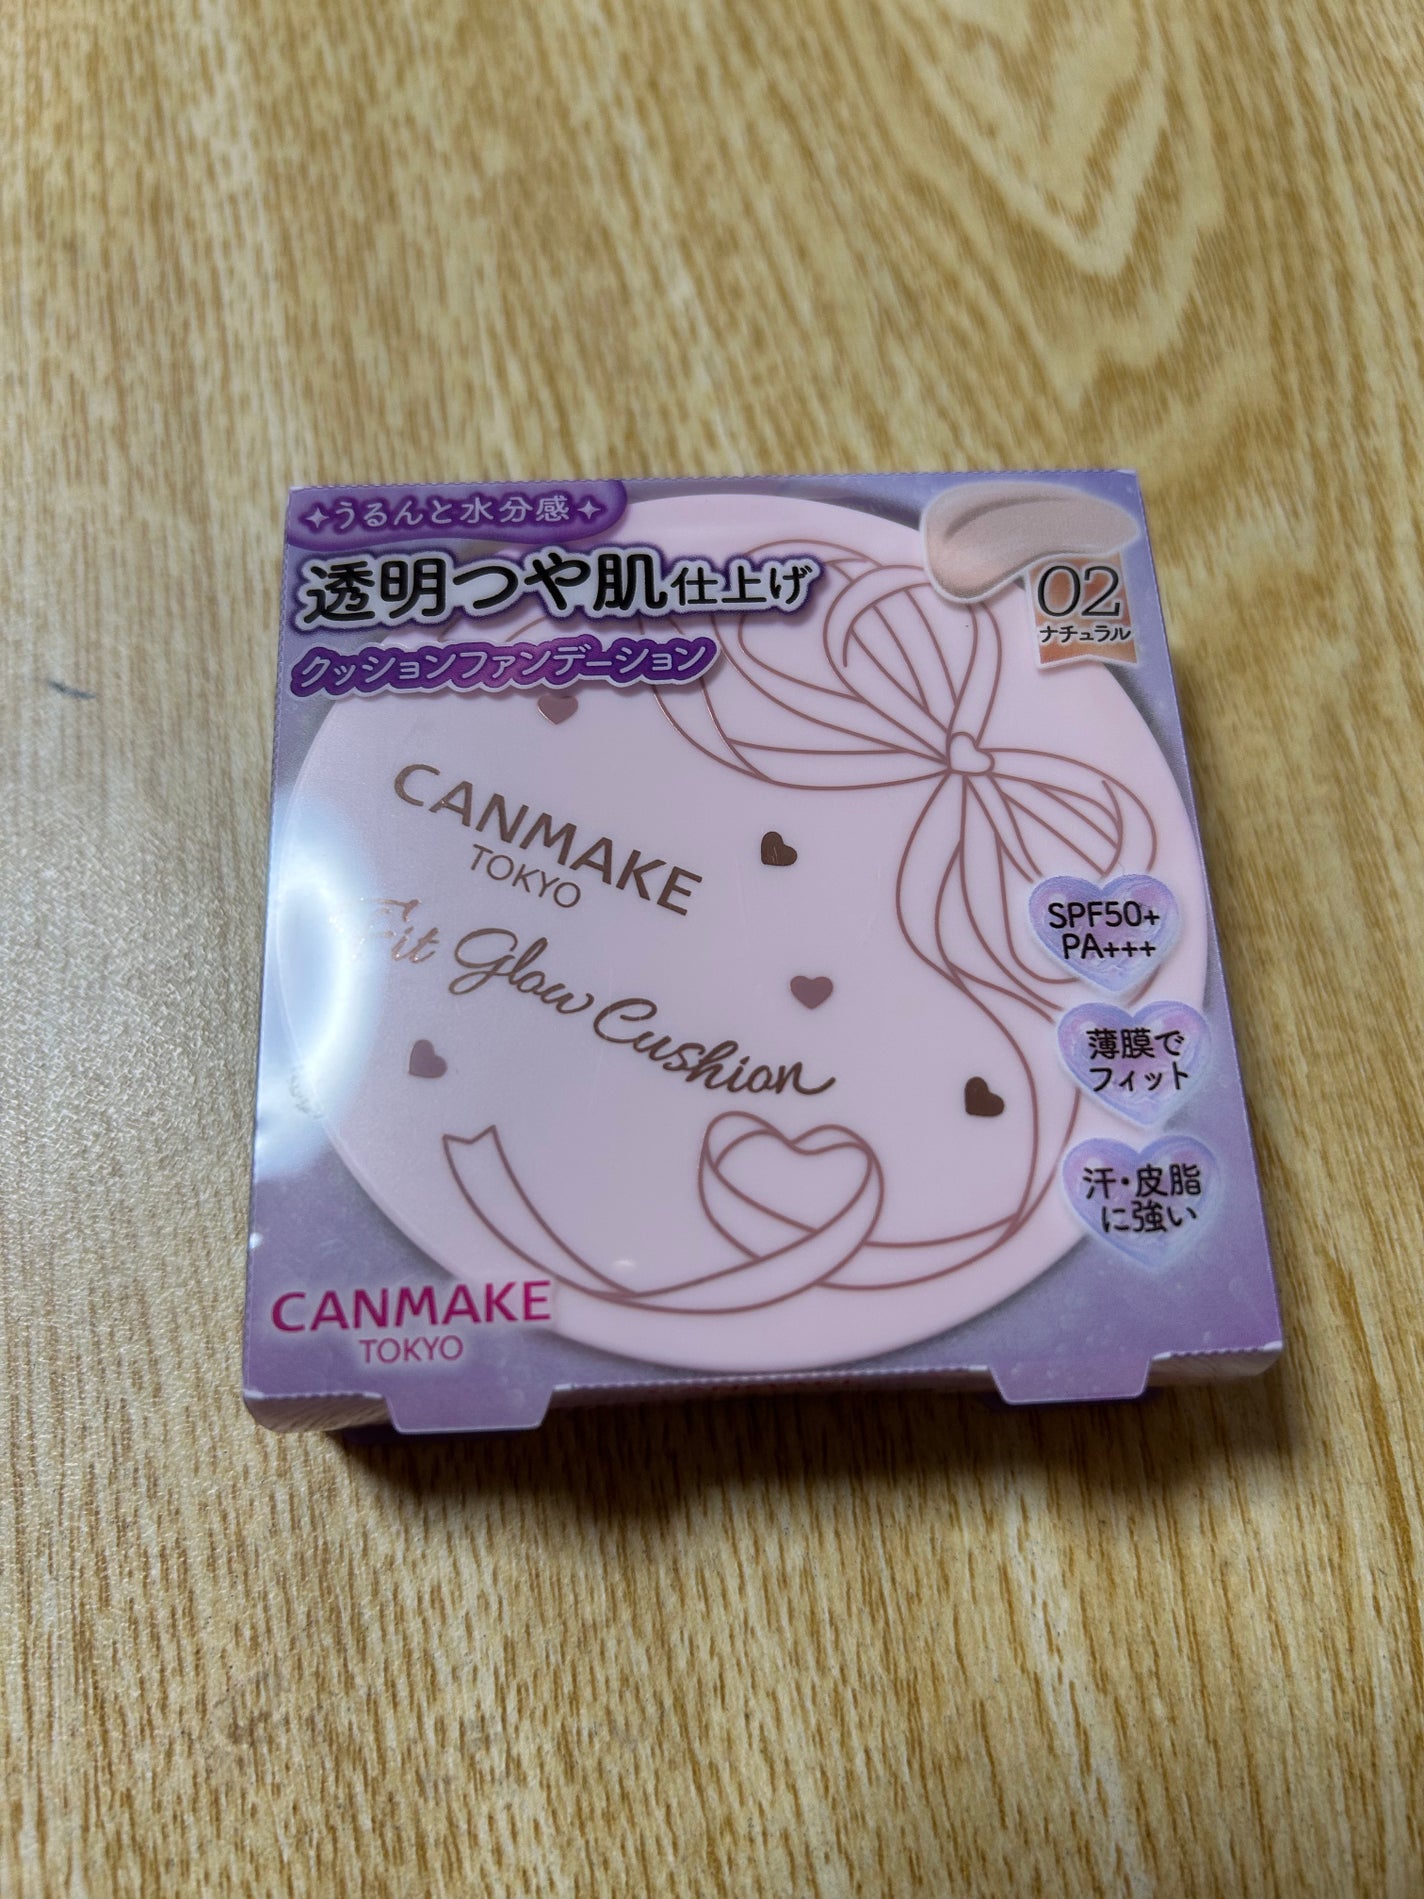 うるんと水分感
透明つや肌仕上げ
クッションファンデーション
02
ナチュラル
CANMAKE
TOKYO
Fit Glow Cushion
SPF50+
PA+++
薄膜で
フィット
汗・皮脂
に強い
CANMAKE
TOKYO